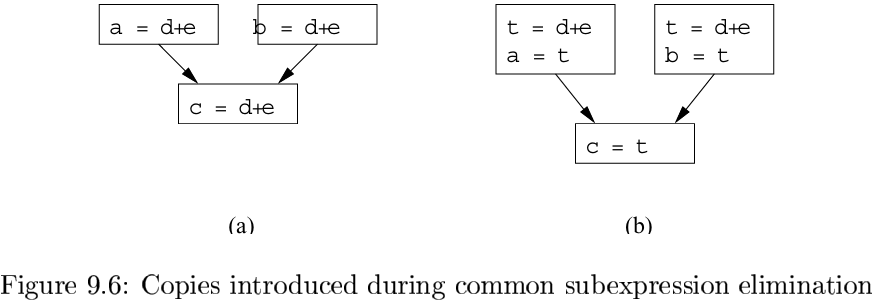 a = d+e
b = d+e
c = d+e
(a)
t = d+e
a = t
t = d+e
b = t
c = t
(b)
Figure 9.6: Copies introduced during common subexpression elimination